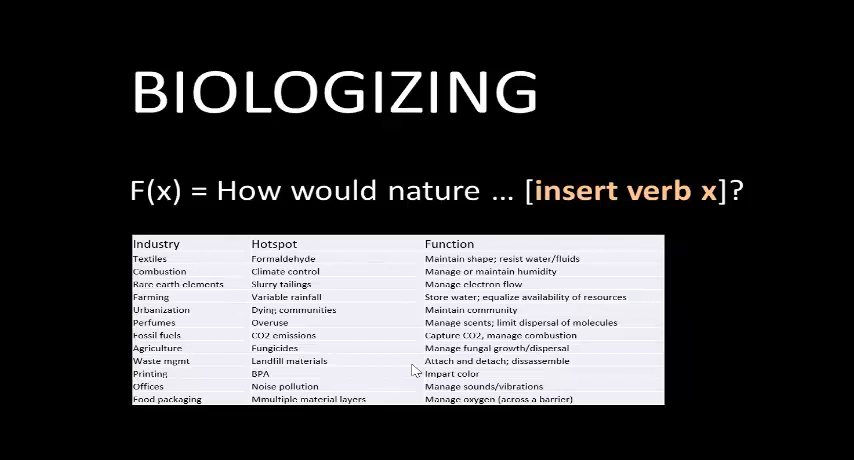 BIOLOGIZING
F(x) = How would nature ... [insert verb x]?
Industry Hotspot Function
Textiles Formaldehyde Maintain shape; resist water/fluids
Combustion Climate control Manage or maintain humidity
Rare earth elements Slurry tailings Manage electron flow
Farming Variable rainfall Store water; equalize availability of resources
Urbanization Dying communities Maintain community
Perfumes Overuse Manage scents; limit dispersal of molecules
Fossil fuels CO2 emissions Capture CO2, manage combustion
Agriculture Fungicides Manage fungal growth/dispersal
Waste mgmt Landfill materials Attach and detach; dissassemble
Printing BPA Impart color
Offices Noise pollution Manage sounds/vibrations
Food packaging Mmultiple material layers Manage oxygen (across a barrier)